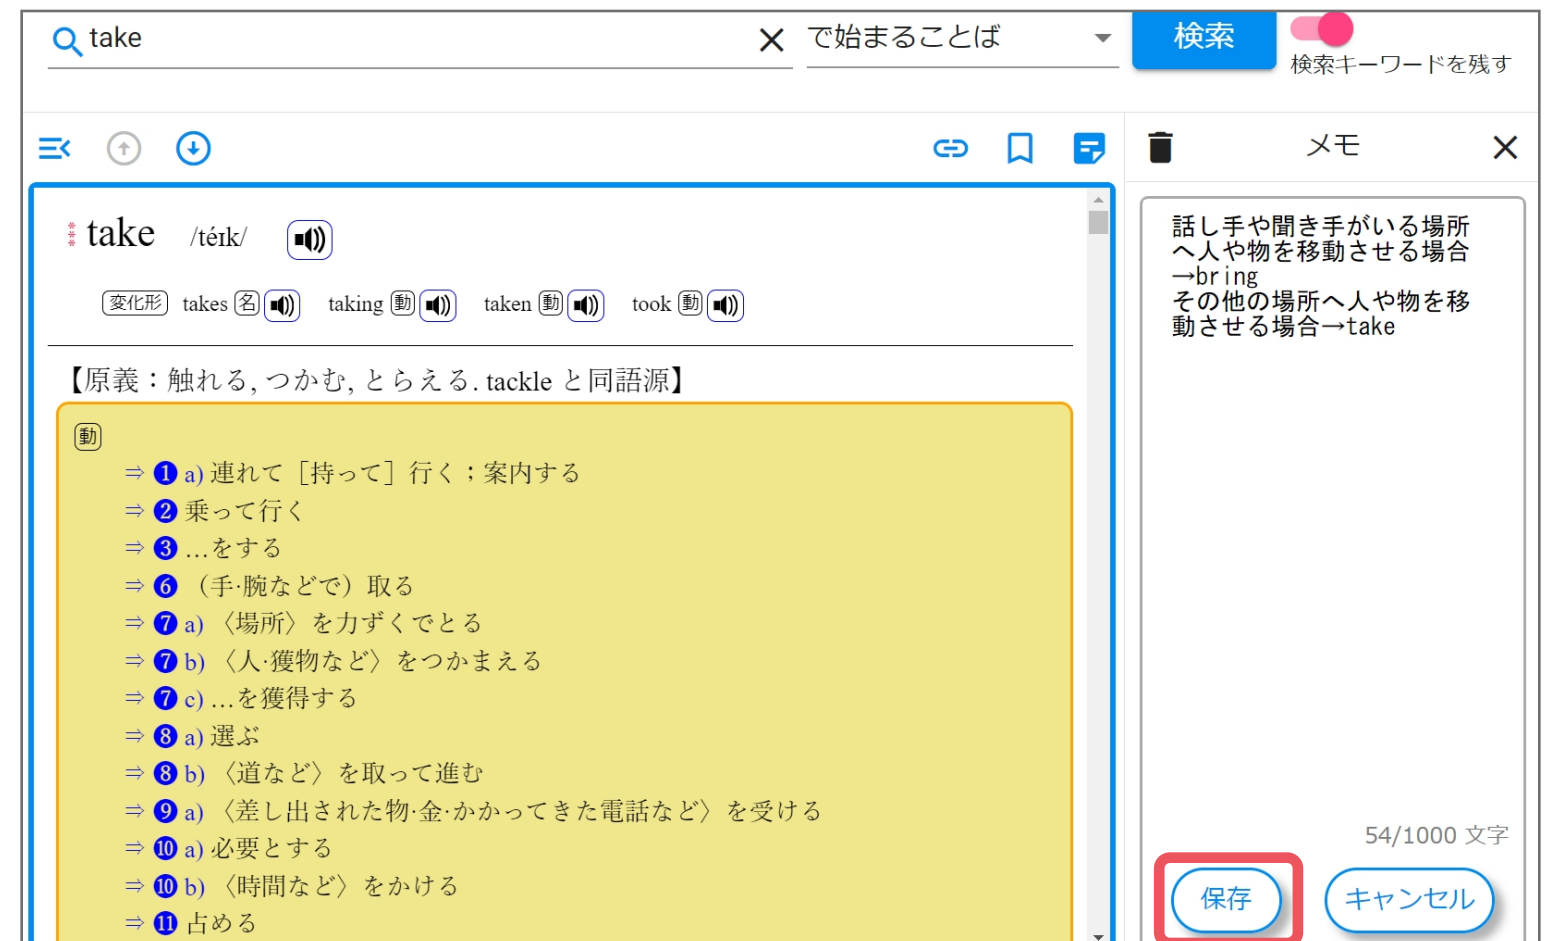 take
で始まることば
検索
検索キーワードを残す
メモ
take /téɪk/
変化形 takes 名 taking 動 taken 動 took 動
【原義：触れる, つかむ, とらえる. tackle と同語源】
動
⇒ ❶ a) 連れて［持って］行く；案内する
⇒ ❷ 乗って行く
⇒ ❸ …をする
⇒ ❻ （手·腕などで）取る
⇒ ❼ a) 〈場所〉を力ずくでとる
⇒ ❼ b) 〈人·獲物など〉をつかまえる
⇒ ❼ c) …を獲得する
⇒ ❽ a) 選ぶ
⇒ ❽ b) 〈道など〉を取って進む
⇒ ❾ a) 〈差し出された物·金·かかってきた電話など〉を受ける
⇒ ❿ a) 必要とする
⇒ ❿ b) 〈時間など〉をかける
⇒ ⓫ 占める
話し手や聞き手がいる場所
へ人や物を移動させる場合
→bring
その他の場所へ人や物を移
動させる場合→take
54/1000 文字
保存
キャンセル